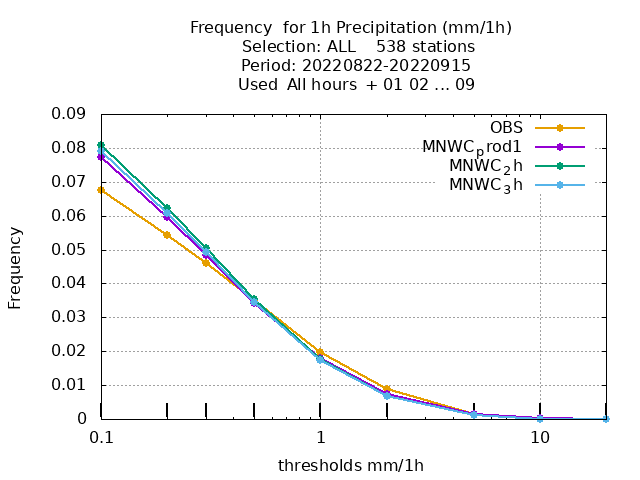 Frequency  for 1h Precipitation (mm/1h)
Selection: ALL    538 stations
Period: 20220822-20220915
Used  All hours  + 01 02 ... 09
0.09
0.08
0.07
0.06
0.05
0.04
0.03
0.02
0.01
0
Frequency
OBS
MNWCprod1
MNWC2h
MNWC3h
0.1
1
10
thresholds mm/1h